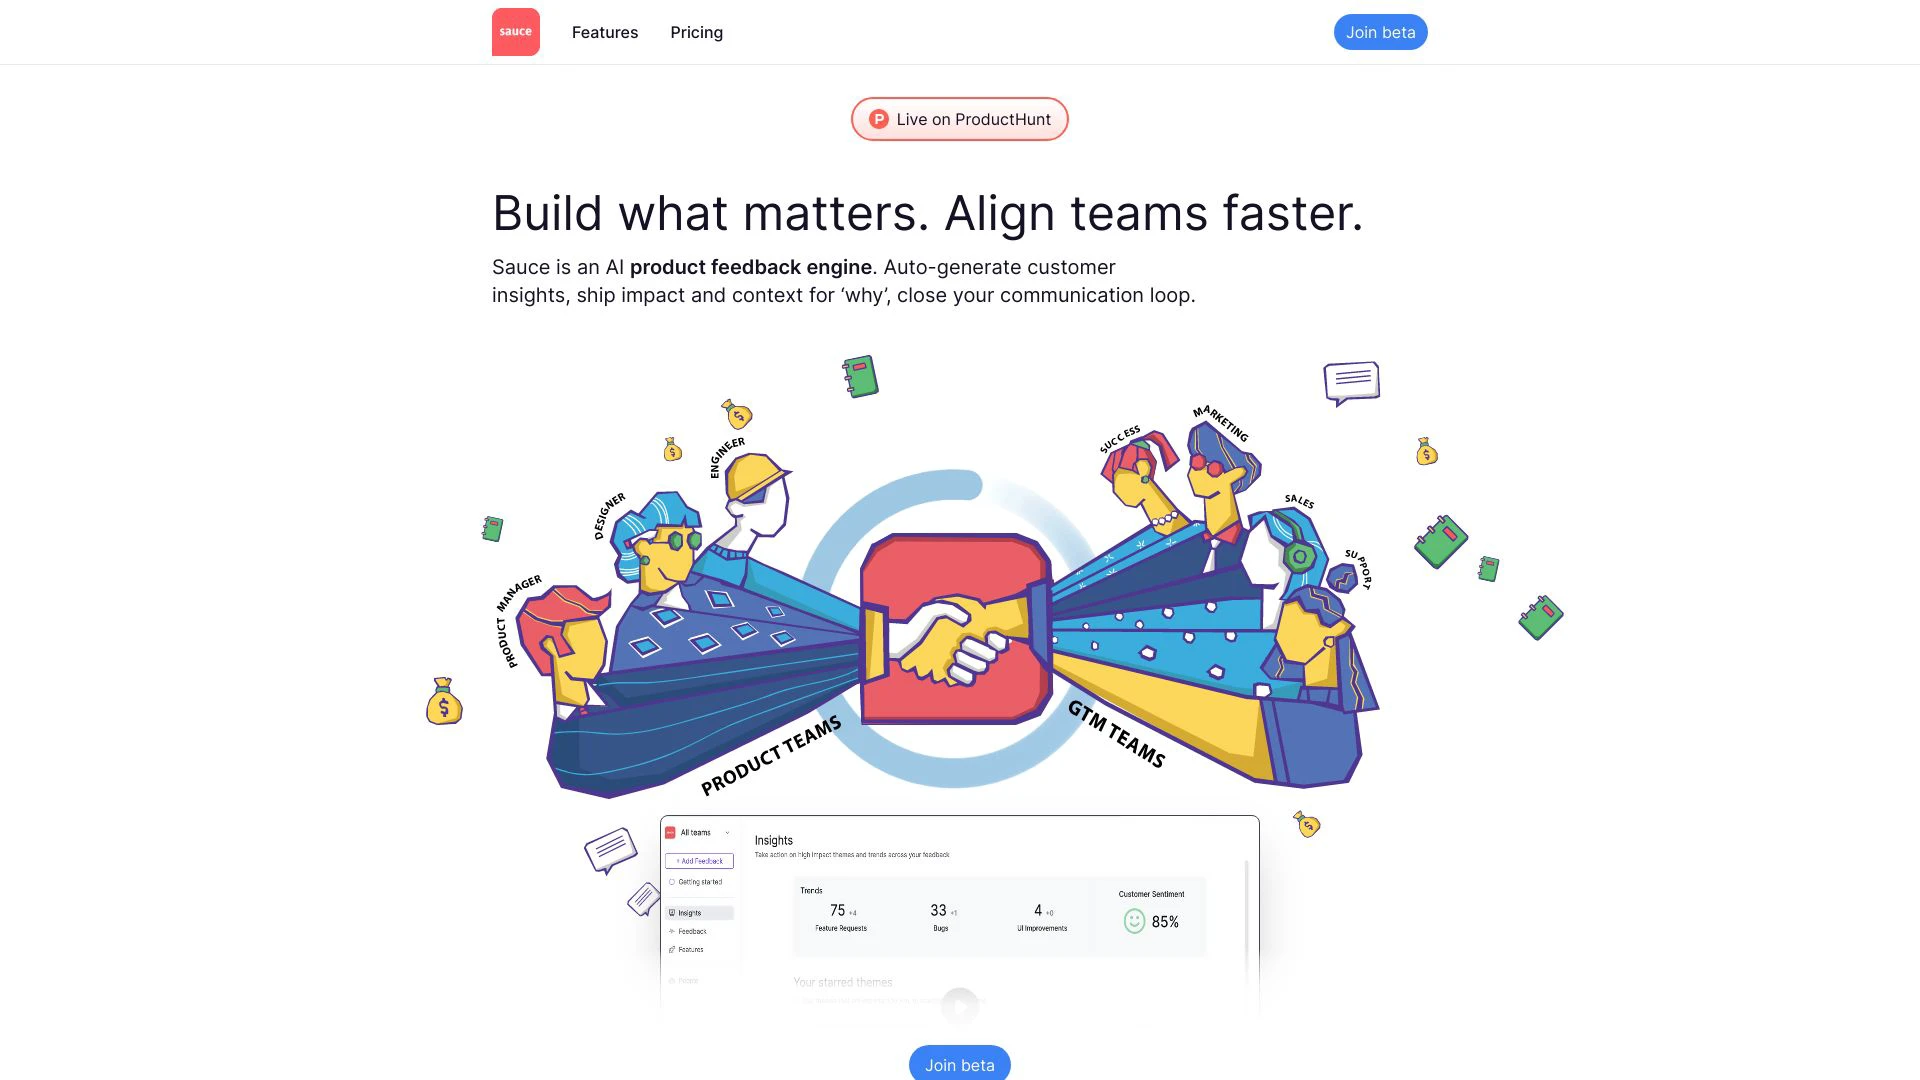 sauce
Features
Pricing
Join beta
P
Live on ProductHunt
Build what matters. Align teams faster.
Sauce is an AI product feedback engine. Auto-generate customer
insights, ship impact and context for ‘why’, close your communication loop.
PRODUCT MANAGER
DESIGNER
ENGINEER
SUCCESS
MARKETING
SALES
SUPPORT
PRODUCT TEAMS
GTM TEAMS
All teams
+ Add Feedback
Getting started
Insights
Feedback
Features
People
Insights
Take action on high impact themes and trends across your feedback
Trends
75 +4
Feature Requests
33 +1
Bugs
4 +0
UI Improvements
Customer Sentiment
85%
Your starred themes
Join beta